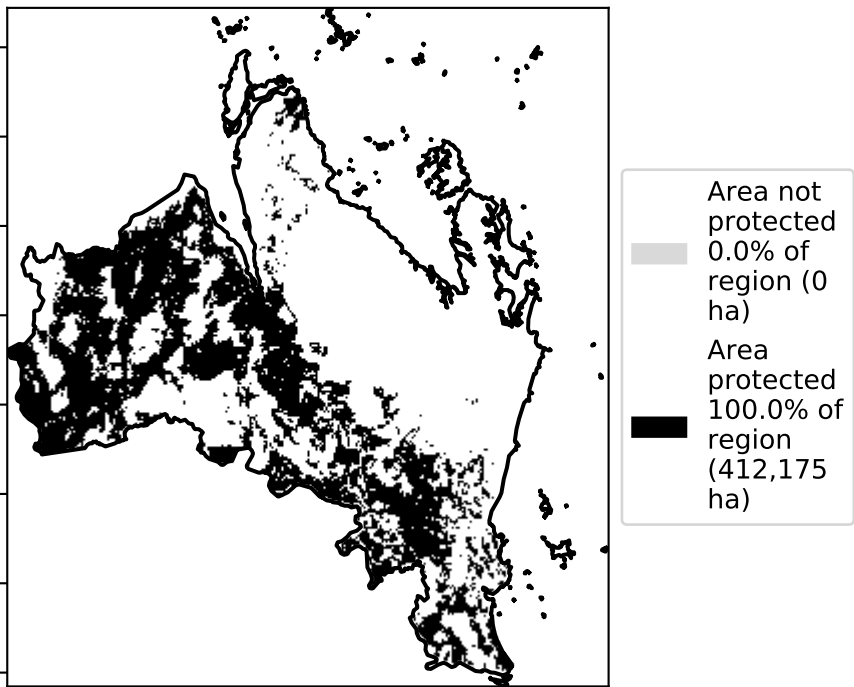 Area not
protected
0.0% of
region (0
ha)
Area
protected
100.0% of
region
(412,175
ha)